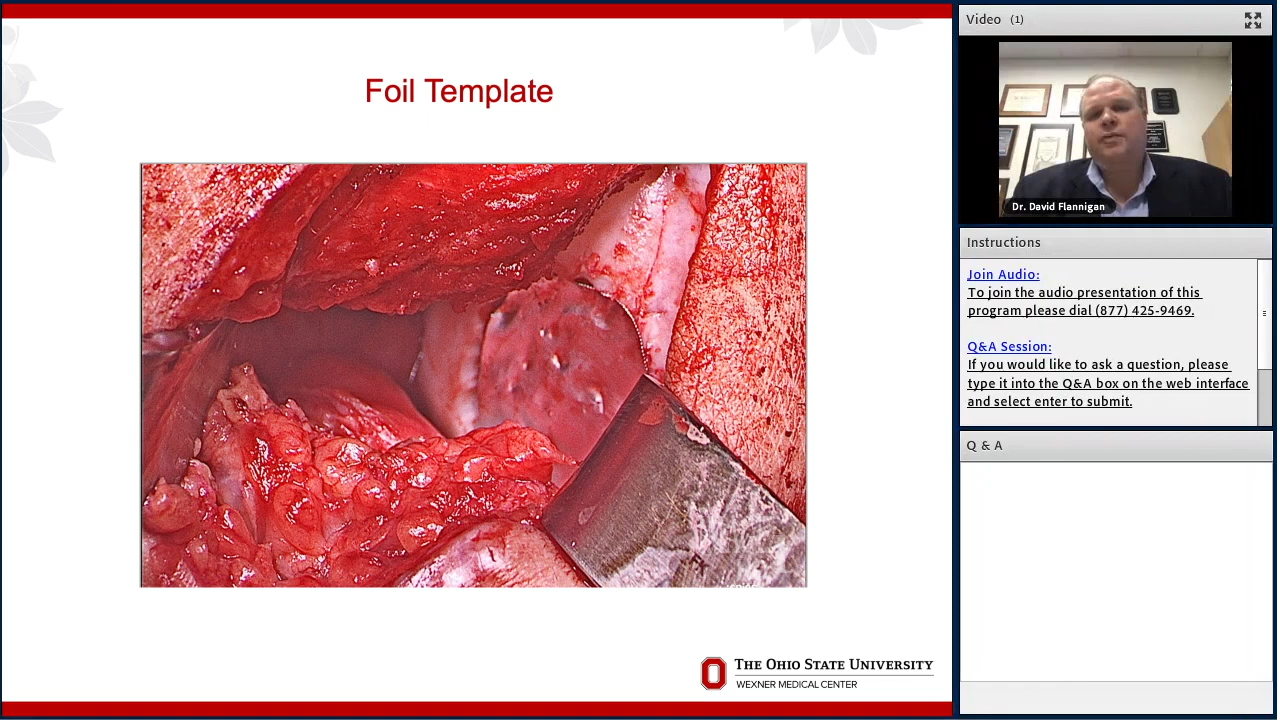 Foil Template
THE OHIO STATE UNIVERSITY
WEXNER MEDICAL CENTER
Video (1)
Dr. David Flannigan
Instructions
Join Audio:
To join the audio presentation of this
program please dial (877) 425-9469.
Q&A Session:
If you would like to ask a question, please
type it into the Q&A box on the web interface
and select enter to submit.
Q & A